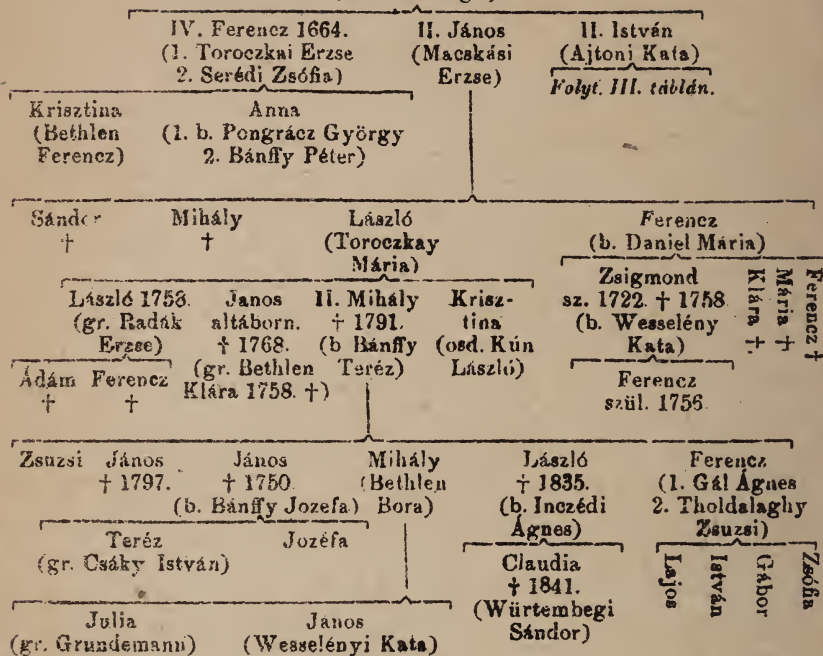 IV. Ferencz 1664. II. János II. István
(1. Toroczkai Erzse (Macskási (Ajtoni Kata)
2. Serédi Zsófia) Erzse) Folyt. III. táblán.
Krisztina Anna
(Bethlen (1. b. Pongrácz György
Ferencz) 2. Bánffy Péter)
Sándor Mihály László Ferencz
† † (Toroczkay (b. Daniel Mária)
Mária)
Zsigmond Klára †. Mária † Ferencz †
László 1753. Janos II. Mihály Krisz- sz. 1722. † 1758
(gr. Radák altáborn. † 1791. tina (b. Wesselény
Erzse) † 1768. (b Bánffy (osd. Kún Kata)
Ádám Ferencz (gr. Bethlen Teréz) László) Ferencz
† † Klára 1758. †) szül. 1756
Zsuzsi János János Mihály László Ferencz
† 1797. † 1750. (Bethlen † 1835. (1. Gál Ágnes
(b. Bánffy Jozefa) Bora) (b. Inczédi 2. Tholdalaghy
Ágnes) Zsuzsi)
Teréz Jozéfa
(gr. Csáky István)
Claudia Lajos István Gábor Zsófia
† 1841.
(Würtembegi
Sándor)
Julia János
(gr. Grundemann) (Wesselényi Kata)